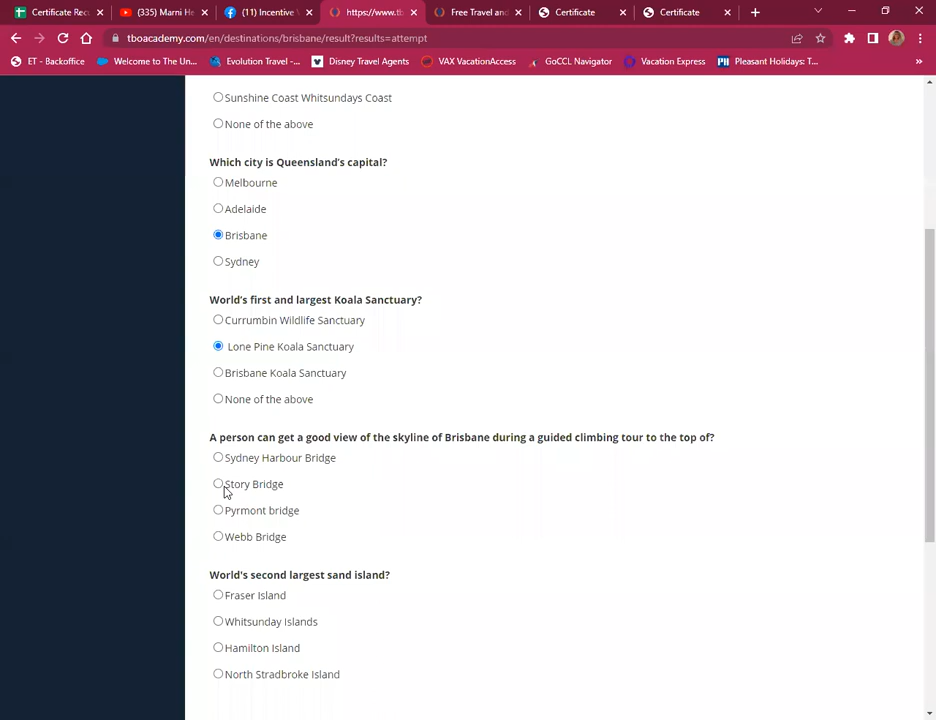 Certificate Rec
(335) Marni He
(11) Incentive
https://www.tb
Free Travel and
Certificate
Certificate
tboacademy.com/en/destinations/brisbane/result?results=attempt
ET - Backoffice
Welcome to The Un...
Evolution Travel -...
Disney Travel Agents
VAX VacationAccess
GoCCL Navigator
Vacation Express
Pleasant Holidays: T...
»
Sunshine Coast Whitsundays Coast
None of the above
Which city is Queensland's capital?
Melbourne
Adelaide
Brisbane
Sydney
World's first and largest Koala Sanctuary?
Currumbin Wildlife Sanctuary
Lone Pine Koala Sanctuary
Brisbane Koala Sanctuary
None of the above
A person can get a good view of the skyline of Brisbane during a guided climbing tour to the top of?
Sydney Harbour Bridge
Story Bridge
Pyrmont bridge
Webb Bridge
World's second largest sand island?
Fraser Island
Whitsunday Islands
Hamilton Island
North Stradbroke Island